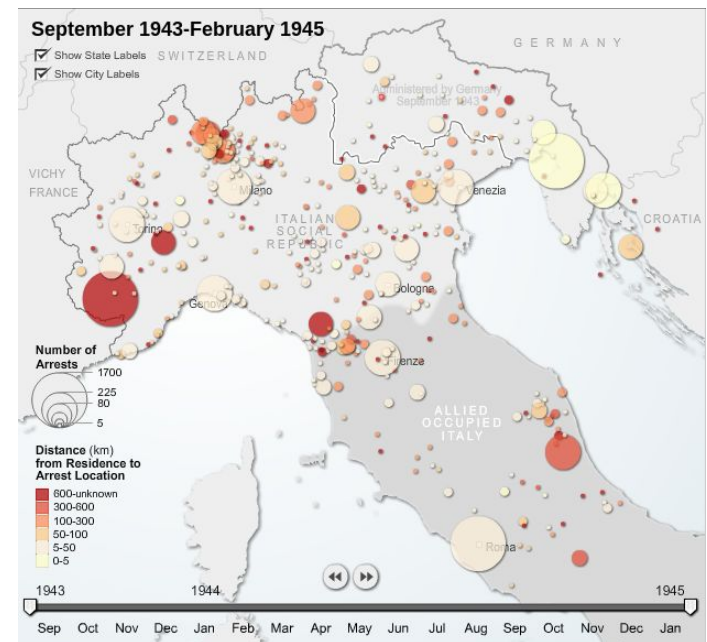 September 1943-February 1945
Show State Labels
Show City Labels
SWITZERLAND
GERMANY
Administered by Germany
September 1943
VICHY
FRANCE
Milano
Venezia
Torino
ITALIAN
SOCIAL
REPUBLIC
CROATIA
Genova
Bologna
Firenze
ALLIED
OCCUPIED
ITALY
Roma
Number of
Arrests
1700
225
80
5
Distance (km)
from Residence to
Arrest Location
600-unknown
300-600
100-300
50-100
5-50
0-5
1943 1944 1945
Sep Oct Nov Dec Jan Feb Mar Apr May Jun Jul Aug Sep Oct Nov Dec Jan